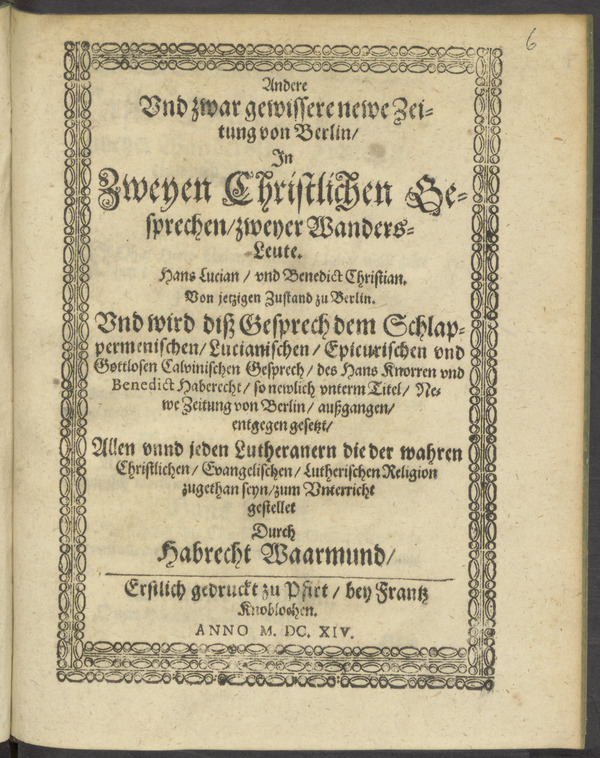 6
Andere
Vnd zwar gewissere newe Zei-
tung von Berlin/
In
Zweyen Christlichen Ge-
sprechen/zweyer Wanders-
Leute.
Hans Lucian / vnd Benedict Christian.
Von jetzigen Zustand zu Berlin.
Vnd wird diß Gesprech dem Schlap-
permenischen/ Lucianischen/ Epicurischen vnd
Gottlosen Calvinischen Gesprech/ des Hans Knorren vnd
Benedict Haberecht/ so newlich vnterm Titel/ Ne-
we Zeitung von Berlin/ außgangen/
entgegen gesetzt/
Allen vnnd jeden Lutheranern die der wahren
Christlichen/ Evangelischen/ Lutherischen Religion
zugethan seyn/zum Vnterricht
gestellet
Durch
Habrecht Waarmund/
Erstlich gedruckt zu Pfirt / bey Frantz
Knoblochen.
ANNO M. DC. XIV.